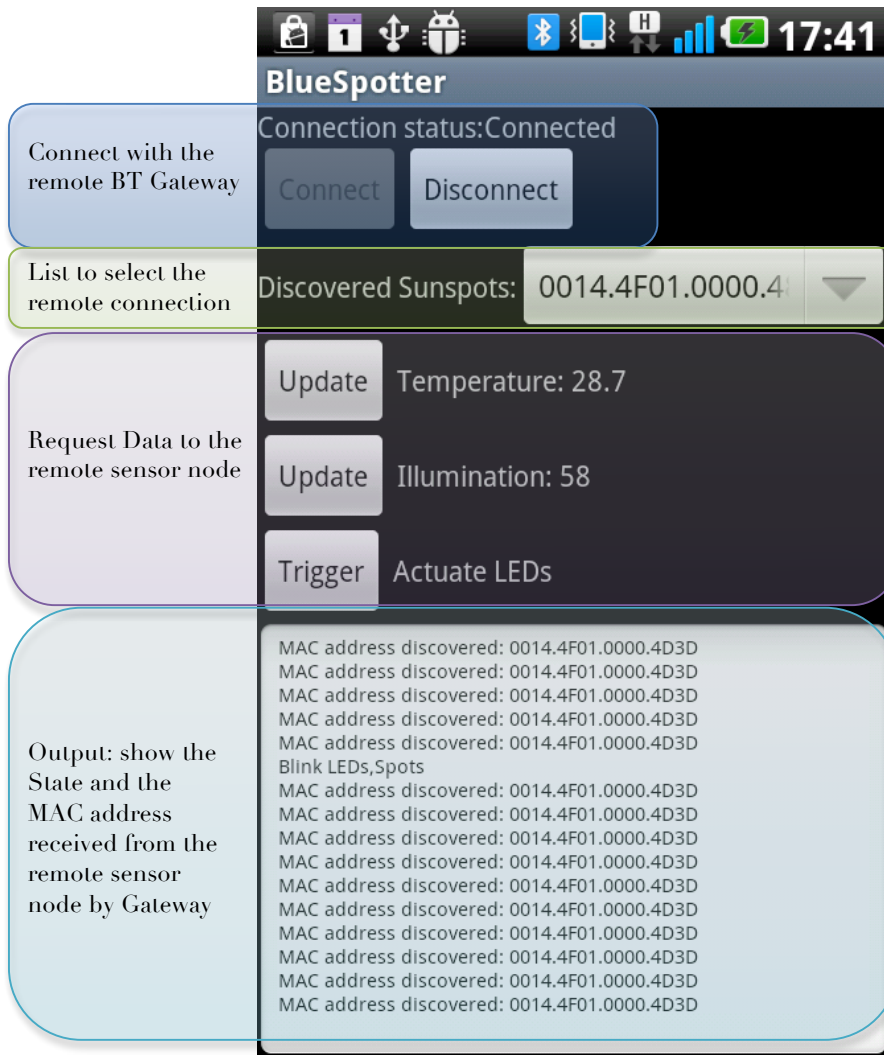 1
H
17:41
BlueSpotter
Connect with the
remote BT Gateway
Connection status:Connected
Connect
Disconnect
List to select the
remote connection
Discovered Sunspots:
0014.4F01.0000.4
Request Data to the
remote sensor node
Update
Temperature: 28.7
Update
Illumination: 58
Trigger
Actuate LEDs
Output: show the
State and the
MAC address
received from the
remote sensor
node by Gateway
MAC address discovered: 0014.4F01.0000.4D3D
MAC address discovered: 0014.4F01.0000.4D3D
MAC address discovered: 0014.4F01.0000.4D3D
MAC address discovered: 0014.4F01.0000.4D3D
MAC address discovered: 0014.4F01.0000.4D3D
Blink LEDs,Spots
MAC address discovered: 0014.4F01.0000.4D3D
MAC address discovered: 0014.4F01.0000.4D3D
MAC address discovered: 0014.4F01.0000.4D3D
MAC address discovered: 0014.4F01.0000.4D3D
MAC address discovered: 0014.4F01.0000.4D3D
MAC address discovered: 0014.4F01.0000.4D3D
MAC address discovered: 0014.4F01.0000.4D3D
MAC address discovered: 0014.4F01.0000.4D3D
MAC address discovered: 0014.4F01.0000.4D3D
MAC address discovered: 0014.4F01.0000.4D3D